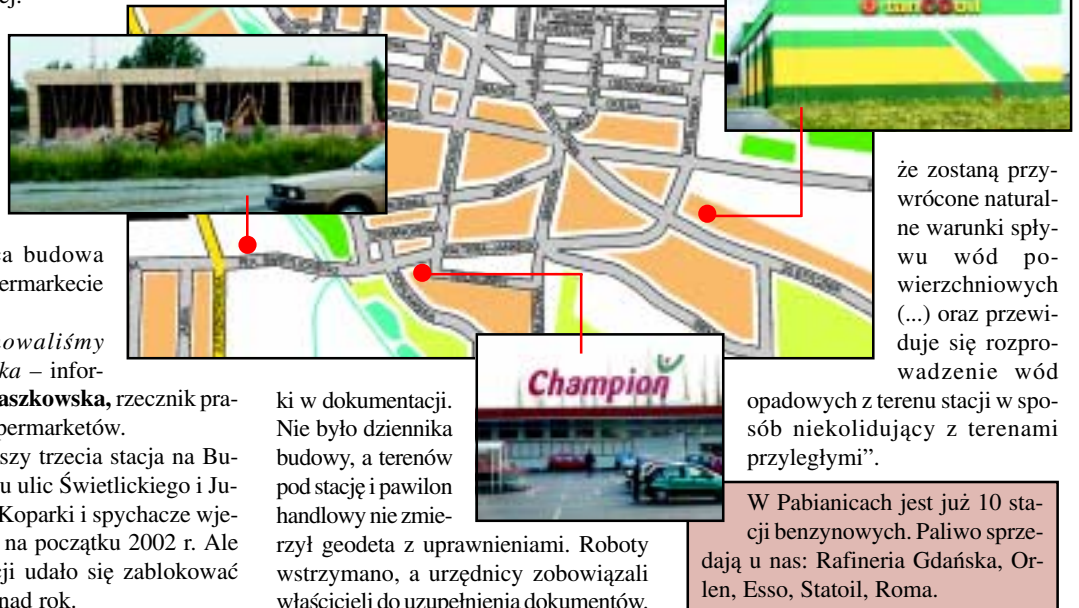 ej.
a budowa
permarkecie
nowaliśmy
ka – infor-
aszkowska, rzecznik pra-
permarketów.
szy trzecia stacja na Bu-
u ulic Świetlickiego i Ju-
Koparki i spychacze wje-
na początku 2002 r. Ale
cji udało się zablokować
nad rok.
Champion
ki w dokumentacji.
Nie było dziennika
budowy, a terenów
pod stację i pawilon
handlowy nie zmie-
rzył geodeta z uprawnieniami. Roboty
wstrzymano, a urzędnicy zobowiązali
właścicieli do uzupełnienia dokumentów.
że zostaną przy-
wrócone natural-
ne warunki spły-
wu wód po-
wierzchniowych
(...) oraz przewi-
duje się rozpro-
wadzenie wód
opadowych z terenu stacji w spo-
sób niekolidujący z terenami
przyległymi”.
W Pabianicach jest już 10 sta-
cji benzynowych. Paliwo sprze-
dają u nas: Rafineria Gdańska, Or-
len, Esso, Statoil, Roma.